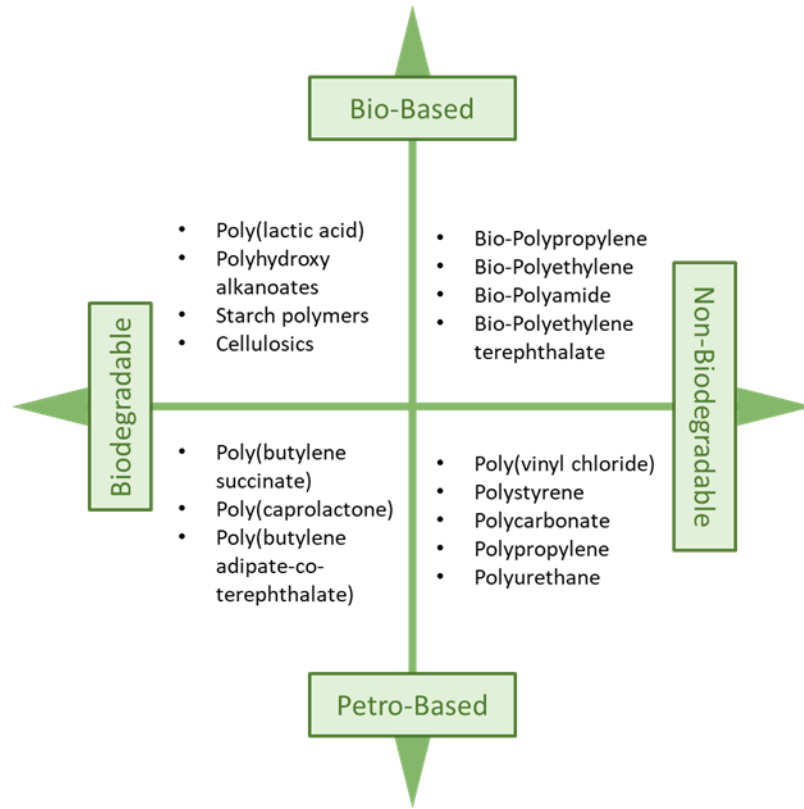 Bio-Based
• Poly(lactic acid)
• Polyhydroxy
alkanoates
• Starch polymers
• Cellulosics
• Bio-Polypropylene
• Bio-Polyethylene
• Bio-Polyamide
• Bio-Polyethylene
terephthalate
Biodegradable
Non-Biodegradable
• Poly(butylene
succinate)
• Poly(caprolactone)
• Poly(butylene
adipate-co-
terephthalate)
• Poly(vinyl chloride)
• Polystyrene
• Polycarbonate
• Polypropylene
• Polyurethane
Petro-Based